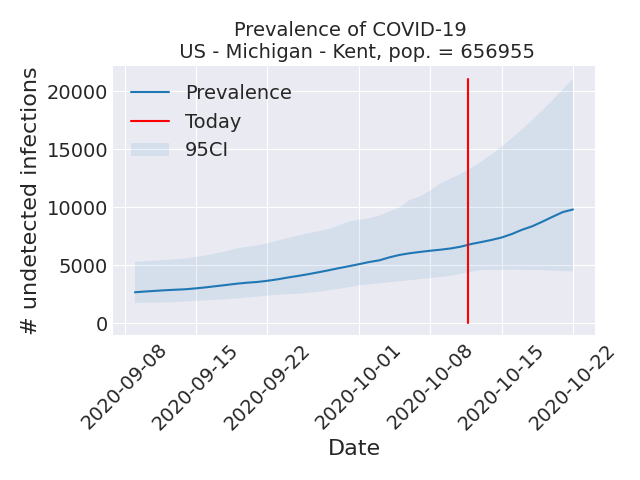 Prevalence of COVID-19
US - Michigan - Kent, pop. = 656955
# undetected infections
20000
15000
10000
5000
0
Prevalence
Today
95CI
2020-09-08
2020-09-15
2020-09-22
2020-10-01
2020-10-08
2020-10-15
2020-10-22
Date